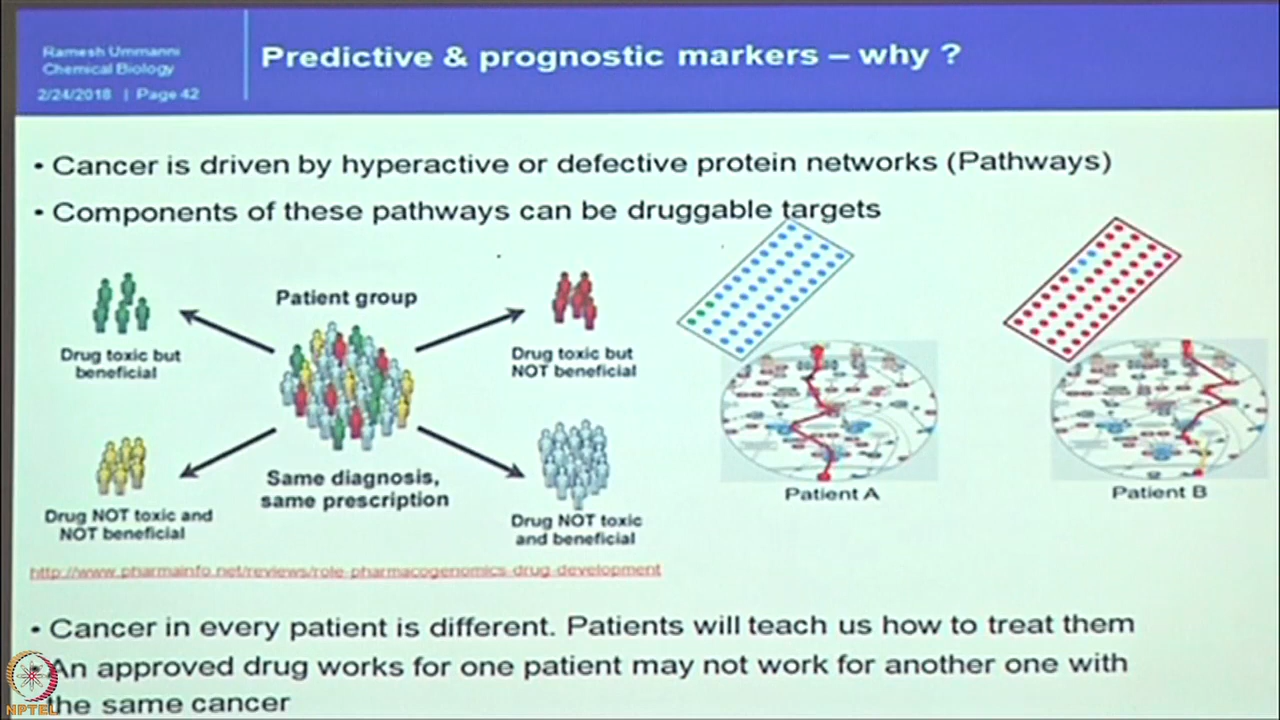 Ramesh Ummanni
Chemical Biology
2/24/2018 | Page 42
Predictive & prognostic markers – why ?
• Cancer is driven by hyperactive or defective protein networks (Pathways)
• Components of these pathways can be druggable targets
Patient group
Drug toxic but
beneficial
Drug toxic but
NOT beneficial
Same diagnosis,
same prescription
Drug NOT toxic and
NOT beneficial
Drug NOT toxic
and beneficial
Patient A
Patient B
http://www.pharmainfo.net/reviews/role-pharmacogenomics-drug-development
• Cancer in every patient is different. Patients will teach us how to treat them
• An approved drug works for one patient may not work for another one with
the same cancer
NPTEL